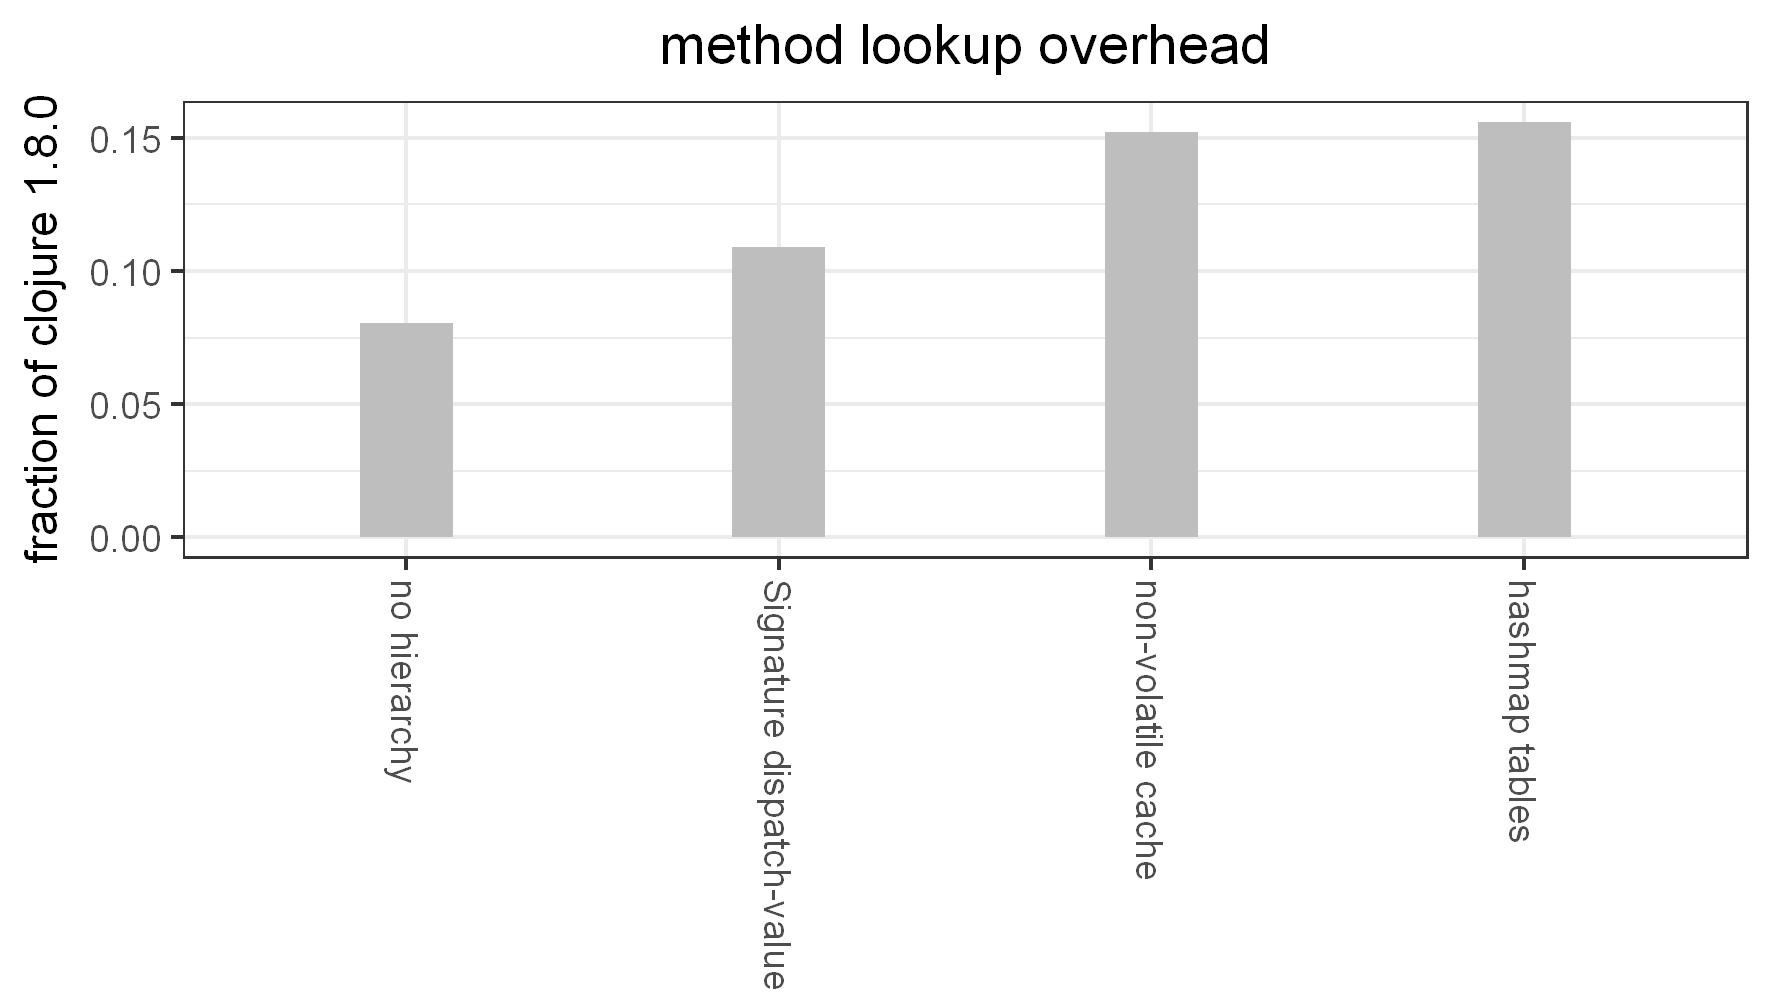 method lookup overhead
fraction of clojure 1.8.0
0.15
0.10
0.05
0.00
no hierarchy
Signature dispatch-value
non-volatile cache
hashmap tables